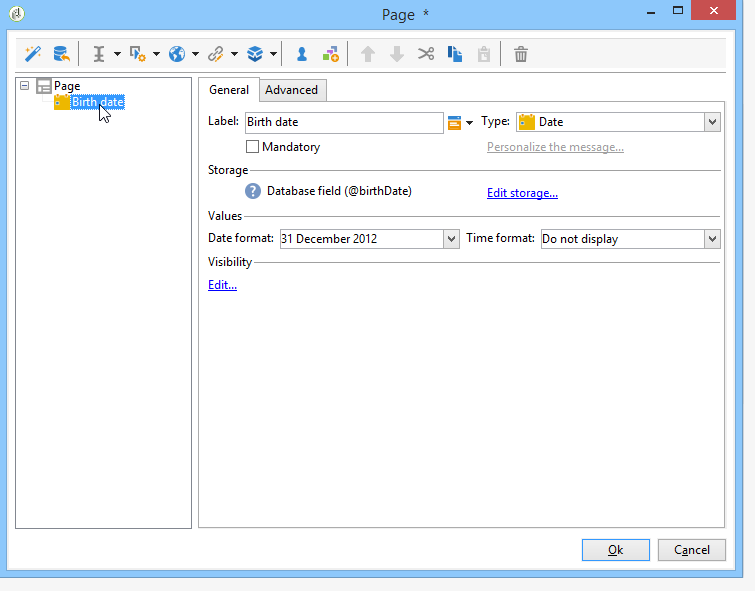 Page *
Page
Birth date
General Advanced
Label: Birth date Type: Date
Mandatory Personalize the message...
Storage
Database field (@birthDate) Edit storage...
Values
Date format: 31 December 2012 Time format: Do not display
Visibility
Edit...
Ok Cancel